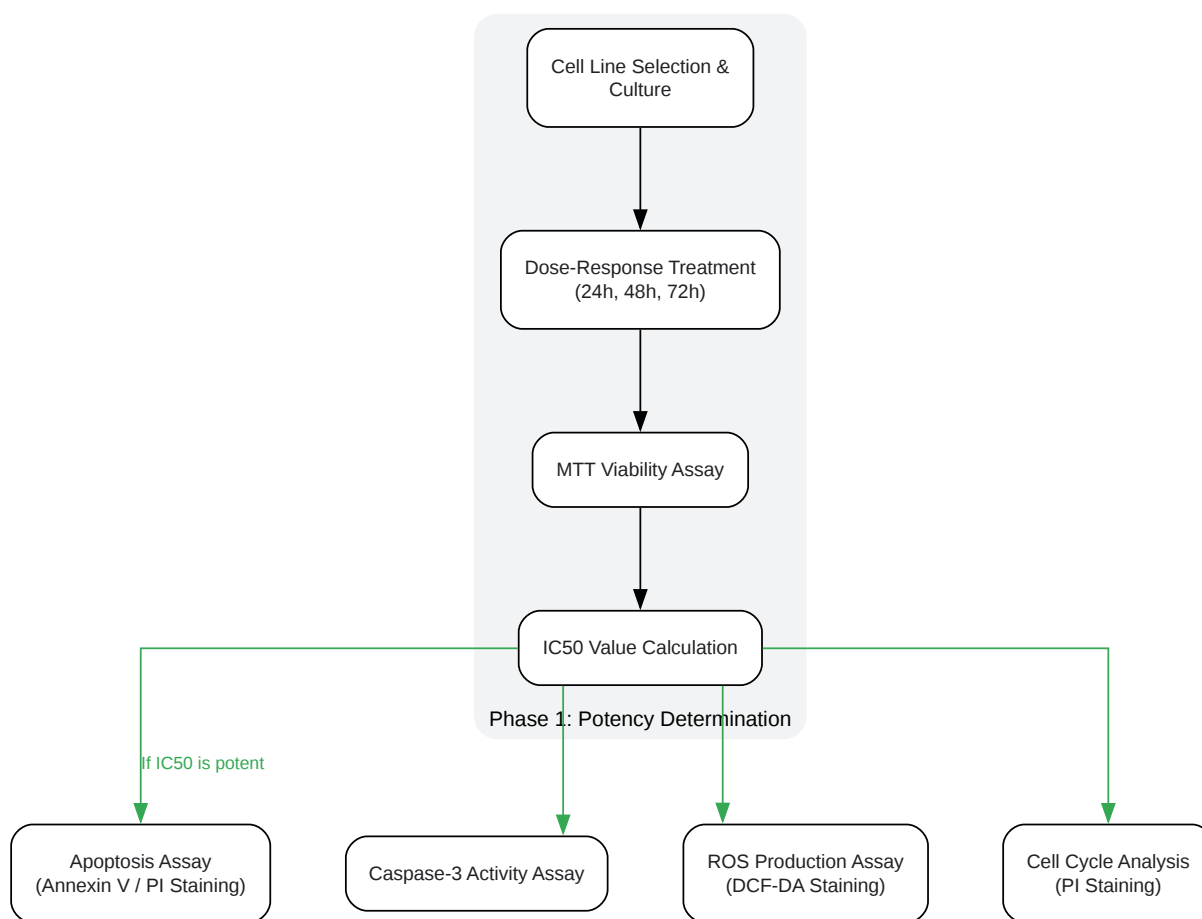 Cell Line Selection &
Culture
Dose-Response Treatment
(24h, 48h, 72h)
MTT Viability Assay
IC50 Value Calculation
Phase 1: Potency Determination
If IC50 is potent
Apoptosis Assay
(Annexin V / PI Staining)
Caspase-3 Activity Assay
ROS Production Assay
(DCF-DA Staining)
Cell Cycle Analysis
(PI Staining)